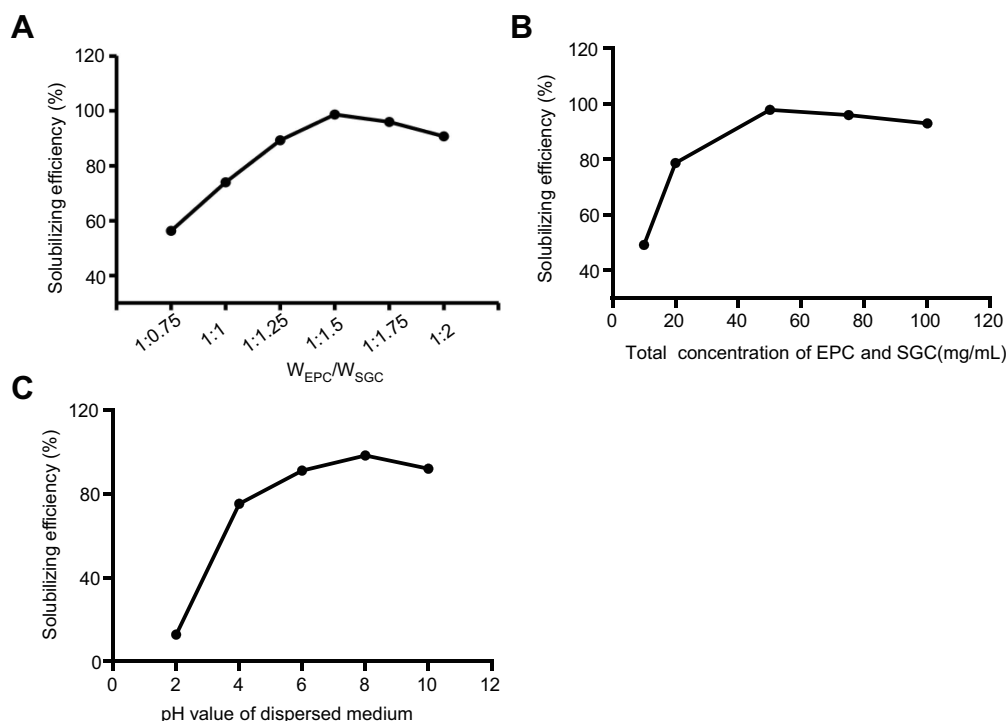 A
Solubilizing efficiency (%)
120
100
80
60
40
1:0.75
1:1
1:1.25
1:1.5
1:1.75
1:2
WEPC/WSGC
B
Solubilizing efficiency (%)
120
100
80
60
40
0 20 40 60 80 100 120
Total concentration of EPC and SGC(mg/mL)
C
Solubilizing efficiency (%)
120
80
40
0
0 2 4 6 8 10 12
pH value of dispersed medium